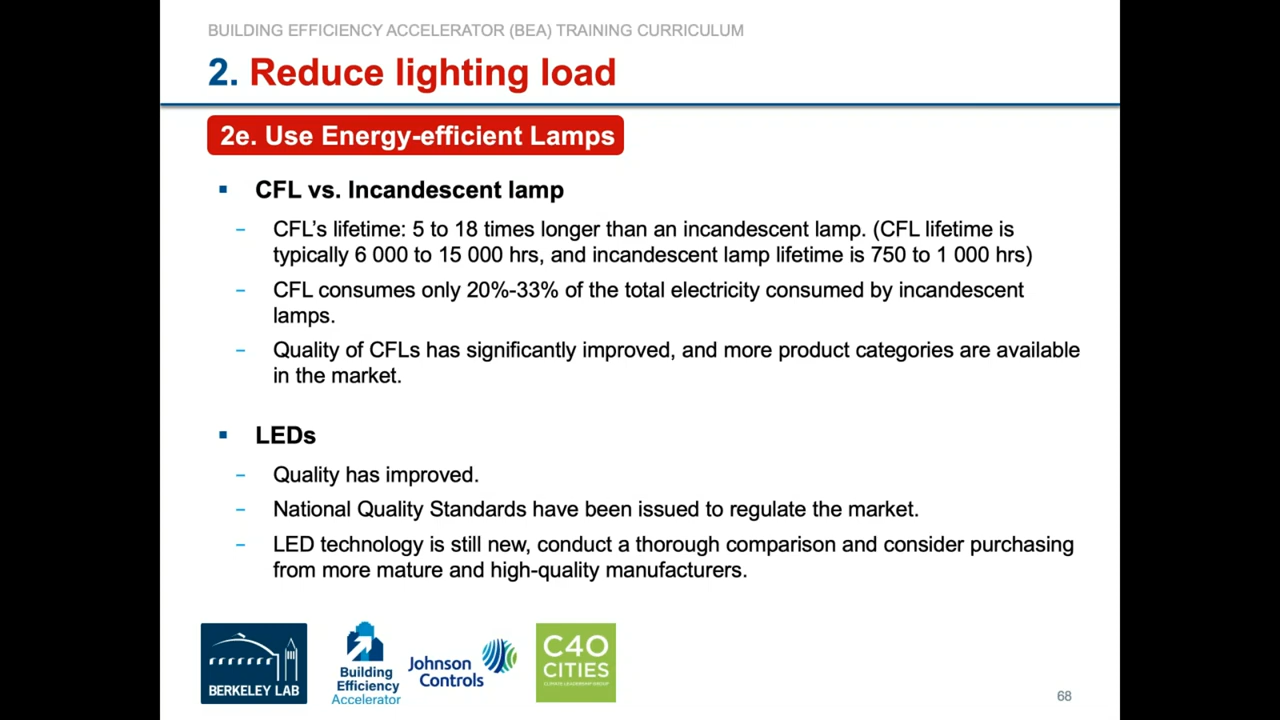 BUILDING EFFICIENCY ACCELERATOR (BEA) TRAINING CURRICULUM
2. Reduce lighting load
2e. Use Energy-efficient Lamps
▪ CFL vs. Incandescent lamp
– CFL’s lifetime: 5 to 18 times longer than an incandescent lamp. (CFL lifetime is
typically 6 000 to 15 000 hrs, and incandescent lamp lifetime is 750 to 1 000 hrs)
– CFL consumes only 20%-33% of the total electricity consumed by incandescent
lamps.
– Quality of CFLs has significantly improved, and more product categories are available
in the market.
▪ LEDs
– Quality has improved.
– National Quality Standards have been issued to regulate the market.
– LED technology is still new, conduct a thorough comparison and consider purchasing
from more mature and high-quality manufacturers.
BERKELEY LAB
Building
Efficiency
Accelerator
Johnson
Controls
C40
CITIES
CLIMATE LEADERSHIP GROUP
68